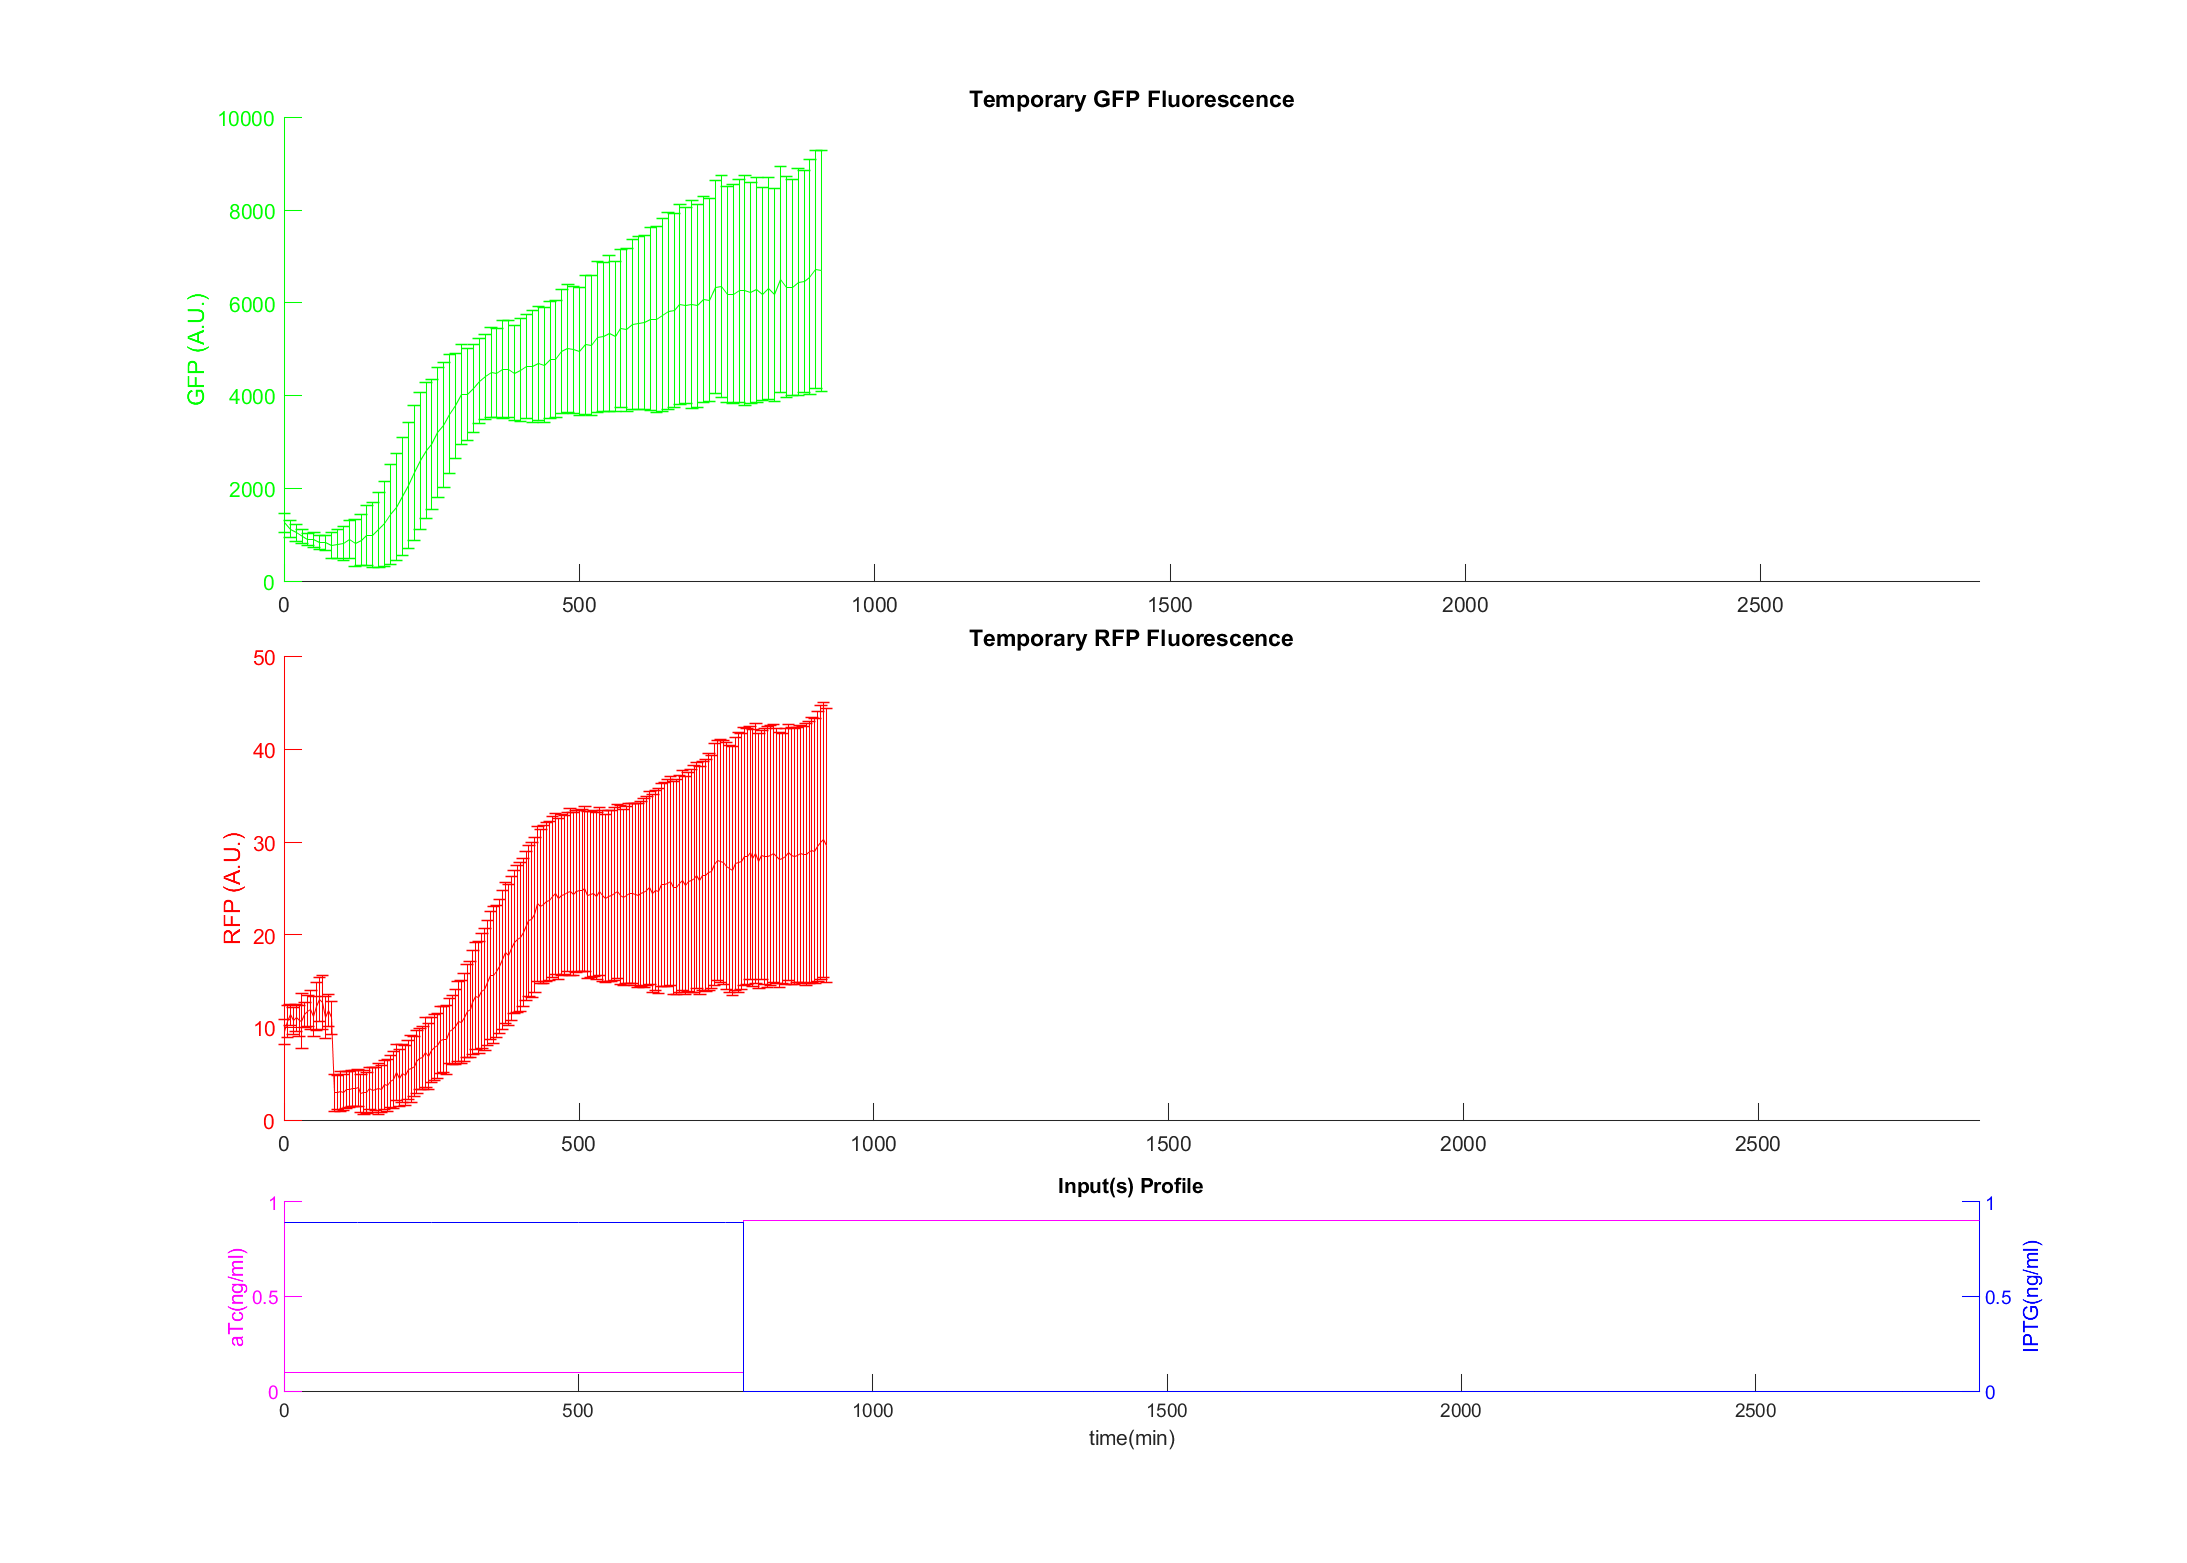 Temporary GFP Fluorescence
10000
8000
6000
4000
2000
0
GFP (A.U.)
0 500 1000 1500 2000 2500
Temporary RFP Fluorescence
50
40
30
20
10
0
RFP (A.U.)
0 500 1000 1500 2000 2500
Input(s) Profile
1
0.5
0
aTc(ng/ml)
1
0.5
0
IPTG(ng/ml)
0 500 1000 1500 2000 2500
time(min)